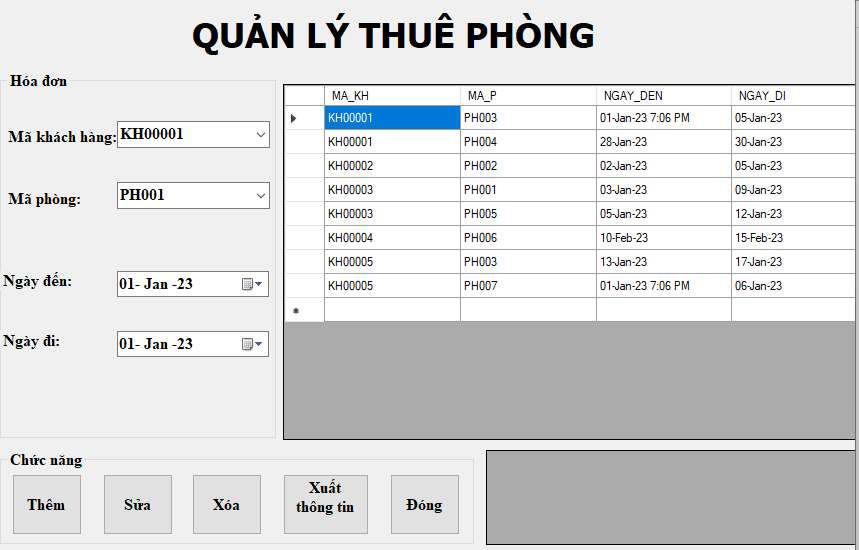 QUẢN LÝ THUÊ PHÒNG
Hóa đơn
Mã khách hàng: KH00001
Mã phòng: PH001
Ngày đến: 01- Jan -23
Ngày đi: 01- Jan -23
MA_KH MA_P NGAY_DEN NGAY_DI
KH00001 PH003 01-Jan-23 7:06 PM 05-Jan-23
KH00001 PH004 28-Jan-23 30-Jan-23
KH00002 PH002 02-Jan-23 05-Jan-23
KH00003 PH001 03-Jan-23 09-Jan-23
KH00003 PH005 05-Jan-23 12-Jan-23
KH00004 PH006 10-Feb-23 15-Feb-23
KH00005 PH003 13-Jan-23 17-Jan-23
KH00005 PH007 01-Jan-23 7:06 PM 06-Jan-23
Chức năng
Thêm
Sửa
Xóa
Xuất
thông tin
Đóng